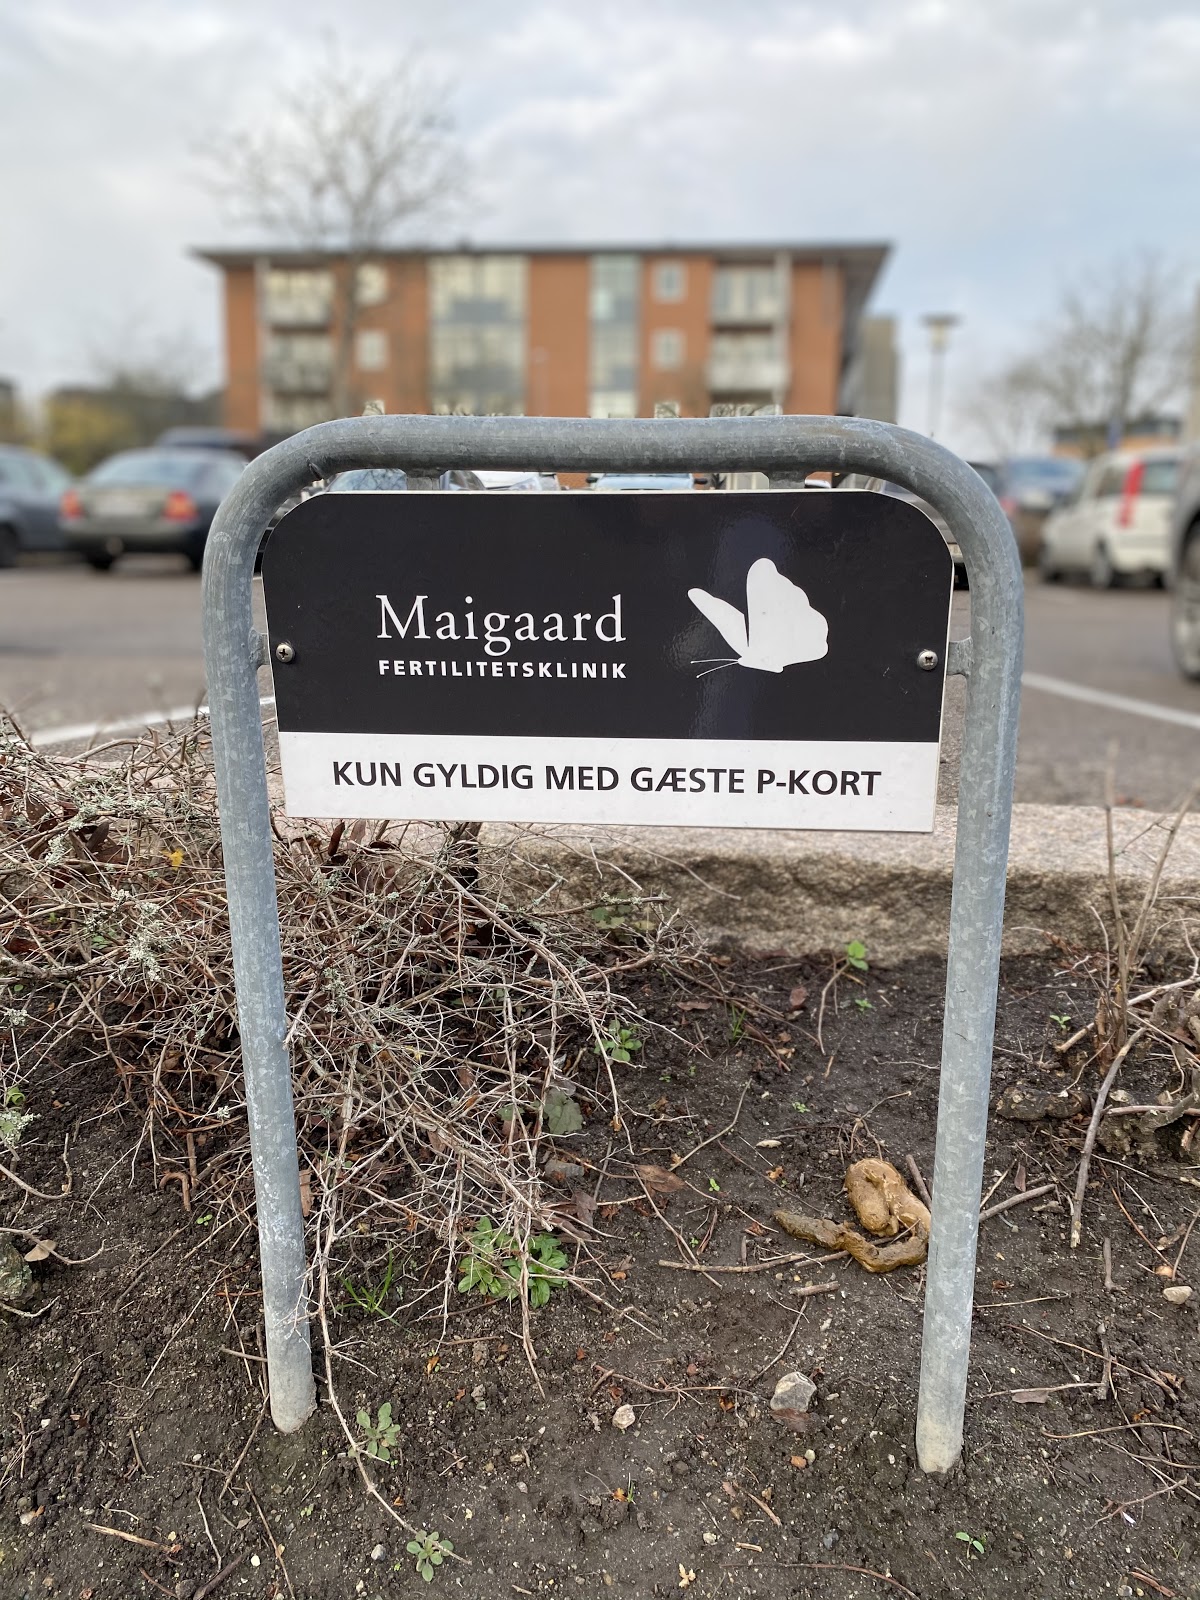 Maigaard
FERTILITETSKLINIK
KUN GYLDIG MED GÆSTE P-KORT